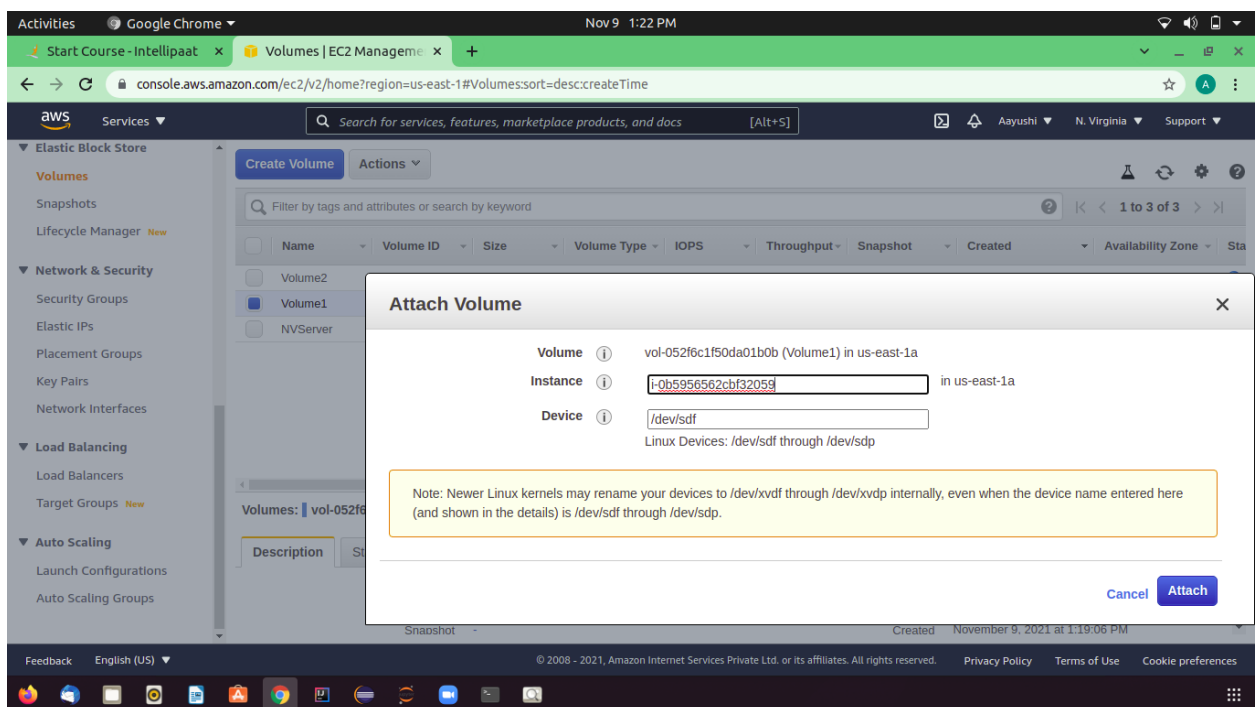 Activities Google Chrome ▾ Nov 9 1:22 PM
Start Course - Intellipaat × Volumes | EC2 Manageme × +
console.aws.amazon.com/ec2/v2/home?region=us-east-1#Volumes:sort=desc:createTime A
aws Services ▼ Search for services, features, marketplace products, and docs [Alt+S] Aayushi ▼ N. Virginia ▼ Support ▼
▼ Elastic Block Store
Volumes
Snapshots
Lifecycle Manager New
▼ Network & Security
Security Groups
Elastic IPs
Placement Groups
Key Pairs
Network Interfaces
▼ Load Balancing
Load Balancers
Target Groups New
▼ Auto Scaling
Launch Configurations
Auto Scaling Groups
Create Volume Actions
Filter by tags and attributes or search by keyword 1 to 3 of 3
Name Volume ID Size Volume Type IOPS Throughput Snapshot Created Availability Zone Sta
Volume2
Volume1
NVServer
Volumes: vol-052f6
Description St
Snapshot - Created November 9, 2021 at 1:19:06 PM
Attach Volume ×
Volume i vol-052f6c1f50da01b0b (Volume1) in us-east-1a
Instance i i-0b5956562cbf32059 in us-east-1a
Device i /dev/sdf
Linux Devices: /dev/sdf through /dev/sdp
Note: Newer Linux kernels may rename your devices to /dev/xvdf through /dev/xvdp internally, even when the device name entered here
(and shown in the details) is /dev/sdf through /dev/sdp.
Cancel Attach
Feedback English (US) ▼ © 2008 - 2021, Amazon Internet Services Private Ltd. or its affiliates. All rights reserved. Privacy Policy Terms of Use Cookie preferences